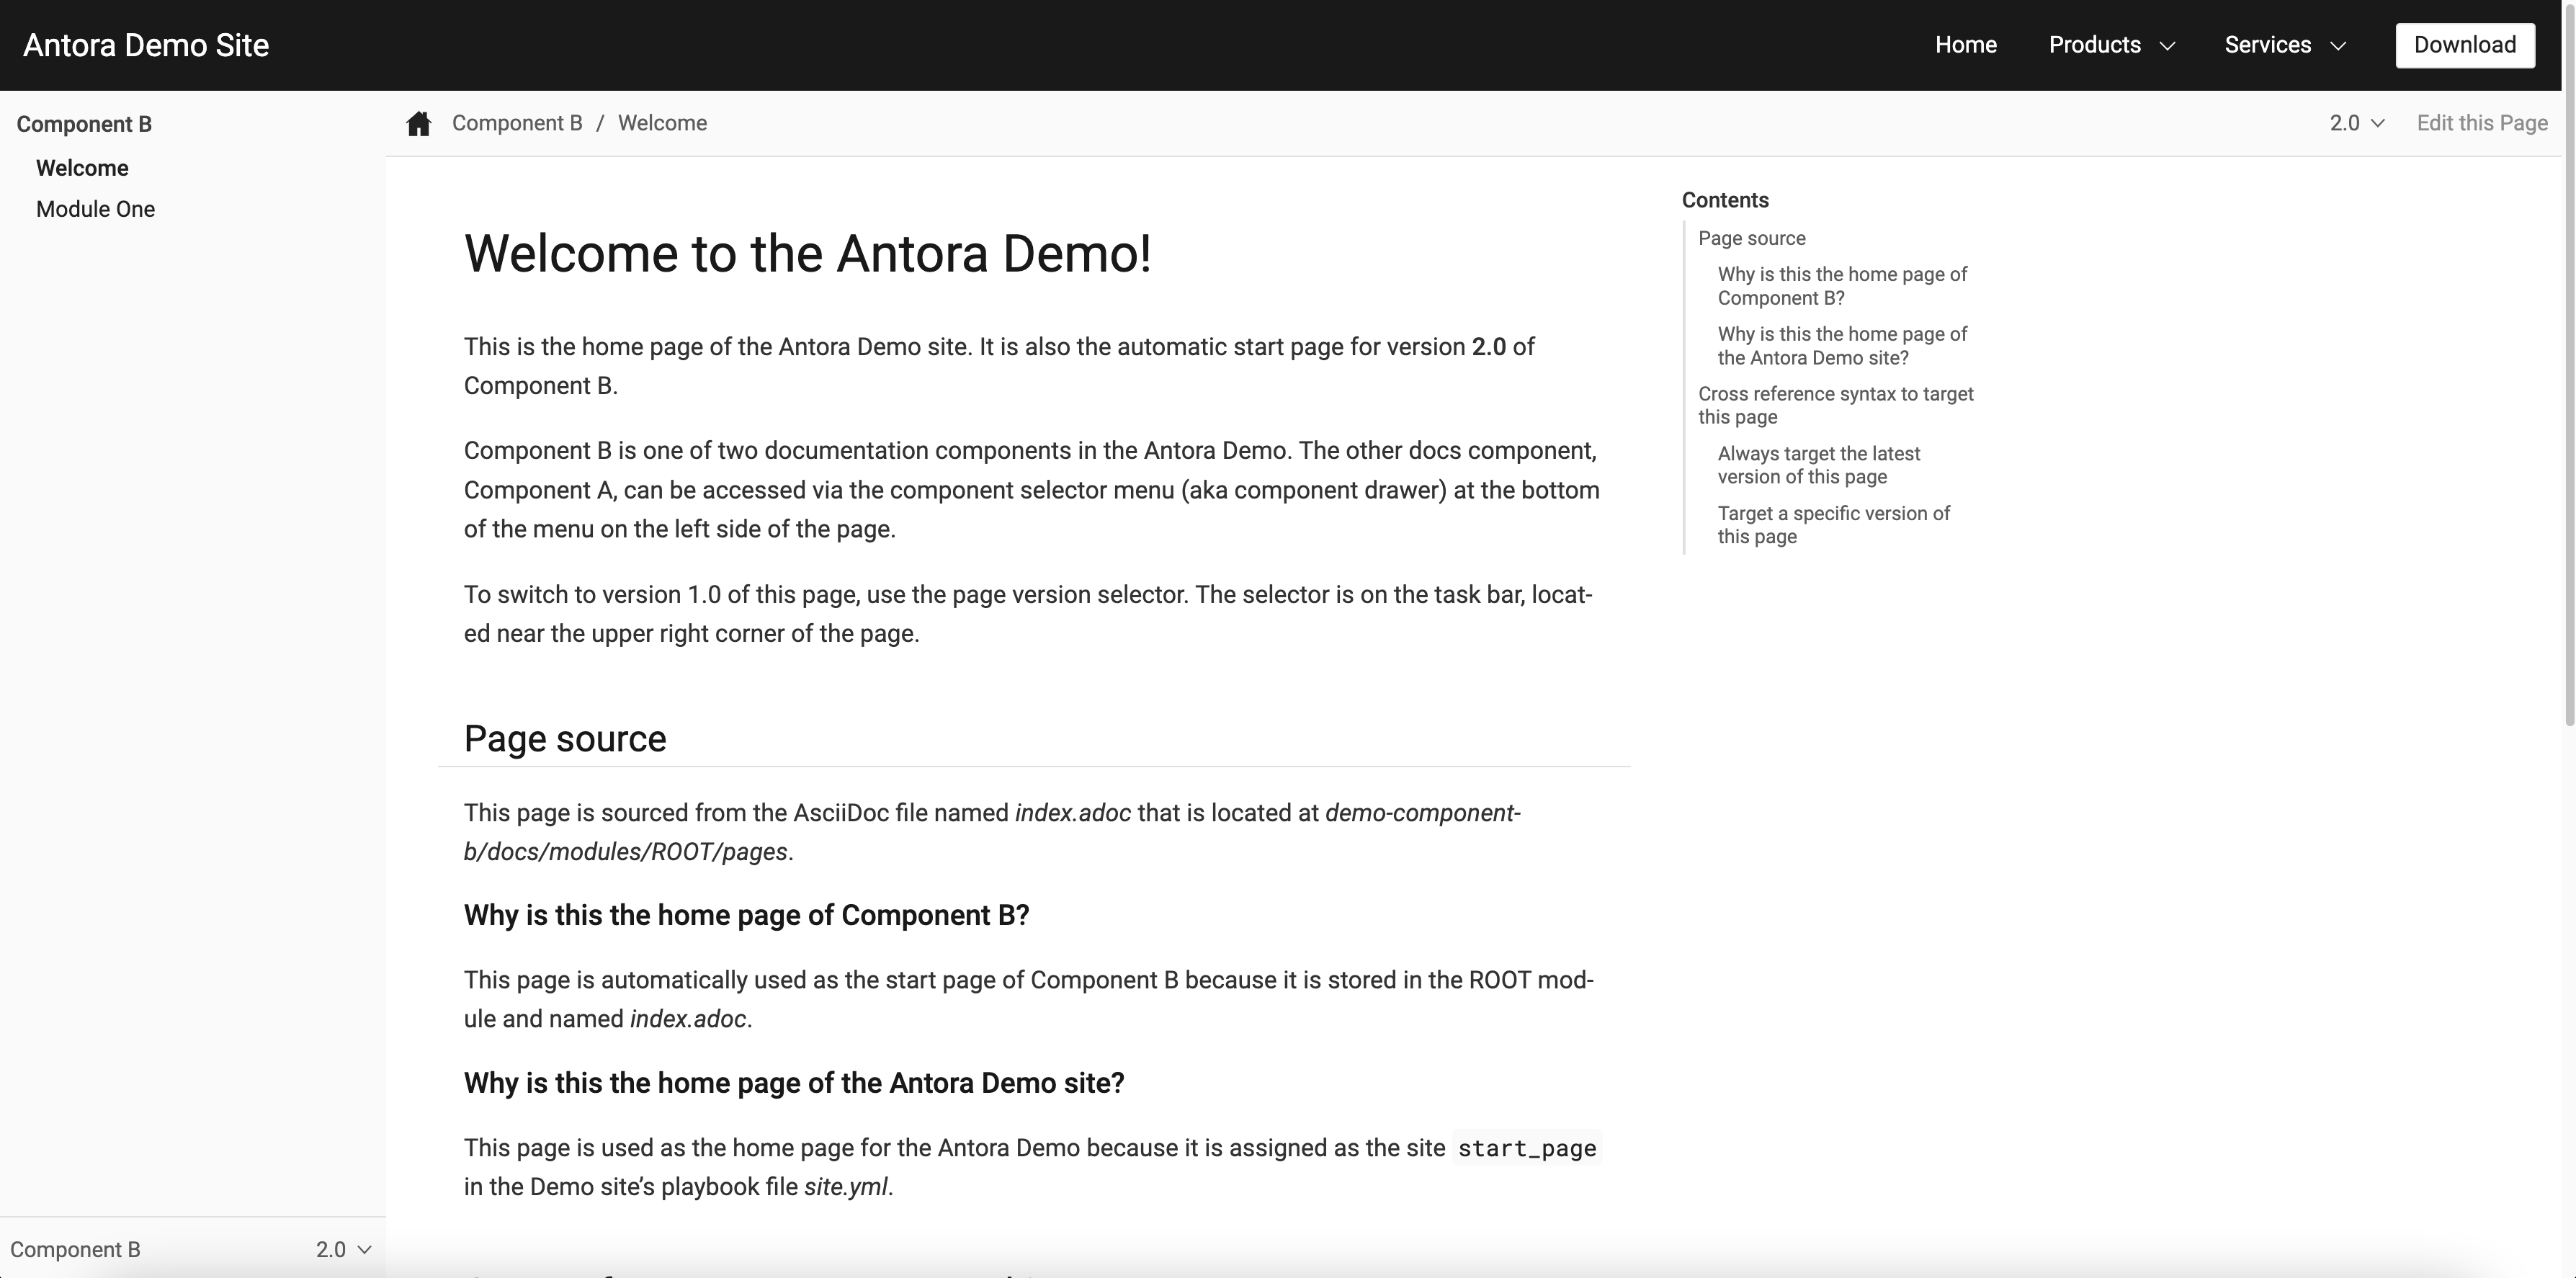 Antora Demo Site
Home
Products
Services
Download
Component B
Welcome
Module One
Component B / Welcome
2.0
Edit this Page
Welcome to the Antora Demo!
This is the home page of the Antora Demo site. It is also the automatic start page for version 2.0 of
Component B.
Component B is one of two documentation components in the Antora Demo. The other docs component,
Component A, can be accessed via the component selector menu (aka component drawer) at the bottom
of the menu on the left side of the page.
To switch to version 1.0 of this page, use the page version selector. The selector is on the task bar, locat-
ed near the upper right corner of the page.
Page source
This page is sourced from the AsciiDoc file named index.adoc that is located at demo-component-
b/docs/modules/ROOT/pages.
Why is this the home page of Component B?
This page is automatically used as the start page of Component B because it is stored in the ROOT mod-
ule and named index.adoc.
Why is this the home page of the Antora Demo site?
This page is used as the home page for the Antora Demo because it is assigned as the site start_page
in the Demo site’s playbook file site.yml.
Contents
Page source
Why is this the home page of
Component B?
Why is this the home page of
the Antora Demo site?
Cross reference syntax to target
this page
Always target the latest
version of this page
Target a specific version of
this page
Component B
2.0